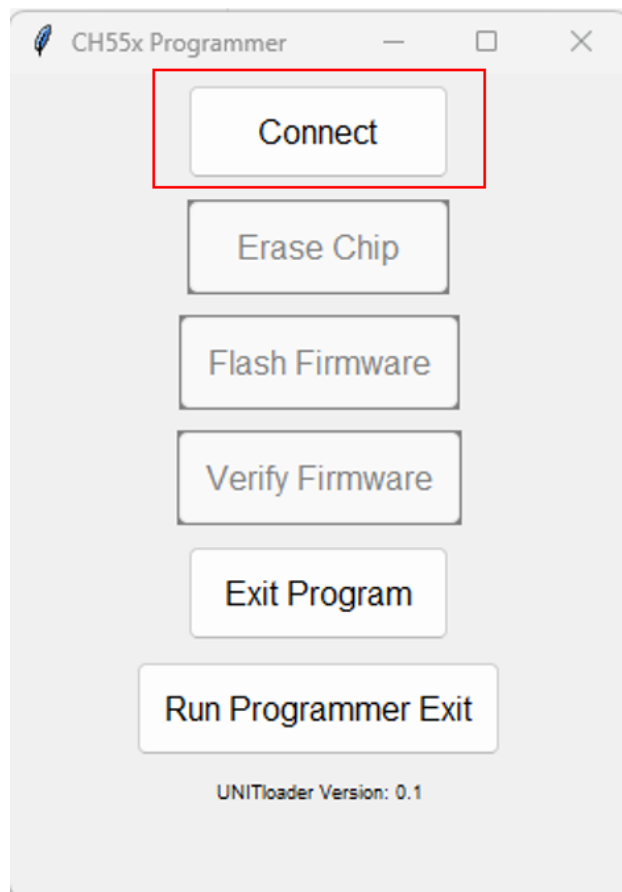 CH55x Programmer
Connect
Erase Chip
Flash Firmware
Verify Firmware
Exit Program
Run Programmer Exit
UNITloader Version: 0.1